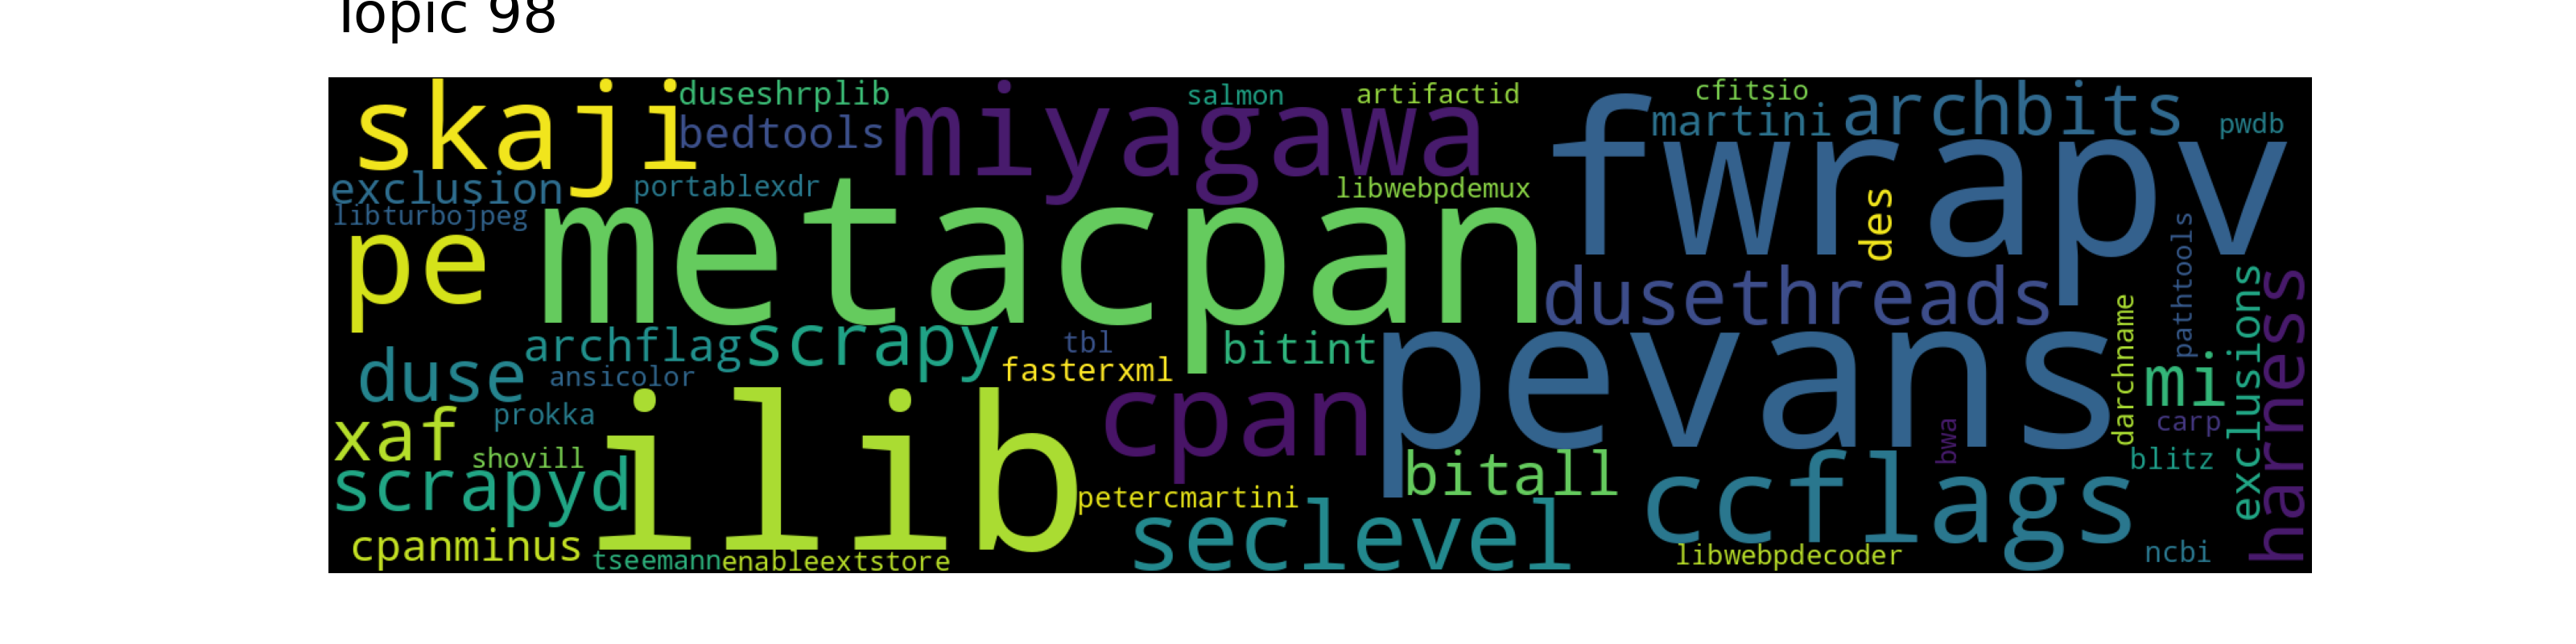 Topic 98
skaji
duseshrplib
bedtools
miyagawa
salmon
artifactid
cfitsio
martini
archbits
pwdb
fwrapv
exclusion
portablexdr
libwebpdemux
libturbojpeg
des
pe
metacpan
pathtools
dusethreads
exclusions
harness
darchname
archflag
scrapy
tbl
bitint
pevans
duse
ansicolor
fasterxml
mi
xaf
prokka
ilib
cpan
carp
bwa
shovill
scrapyd
bitall
ccflags
blitz
petercmartini
cpanminus
seclevel
tseemann
enableextstore
libwebpdecoder
ncbi